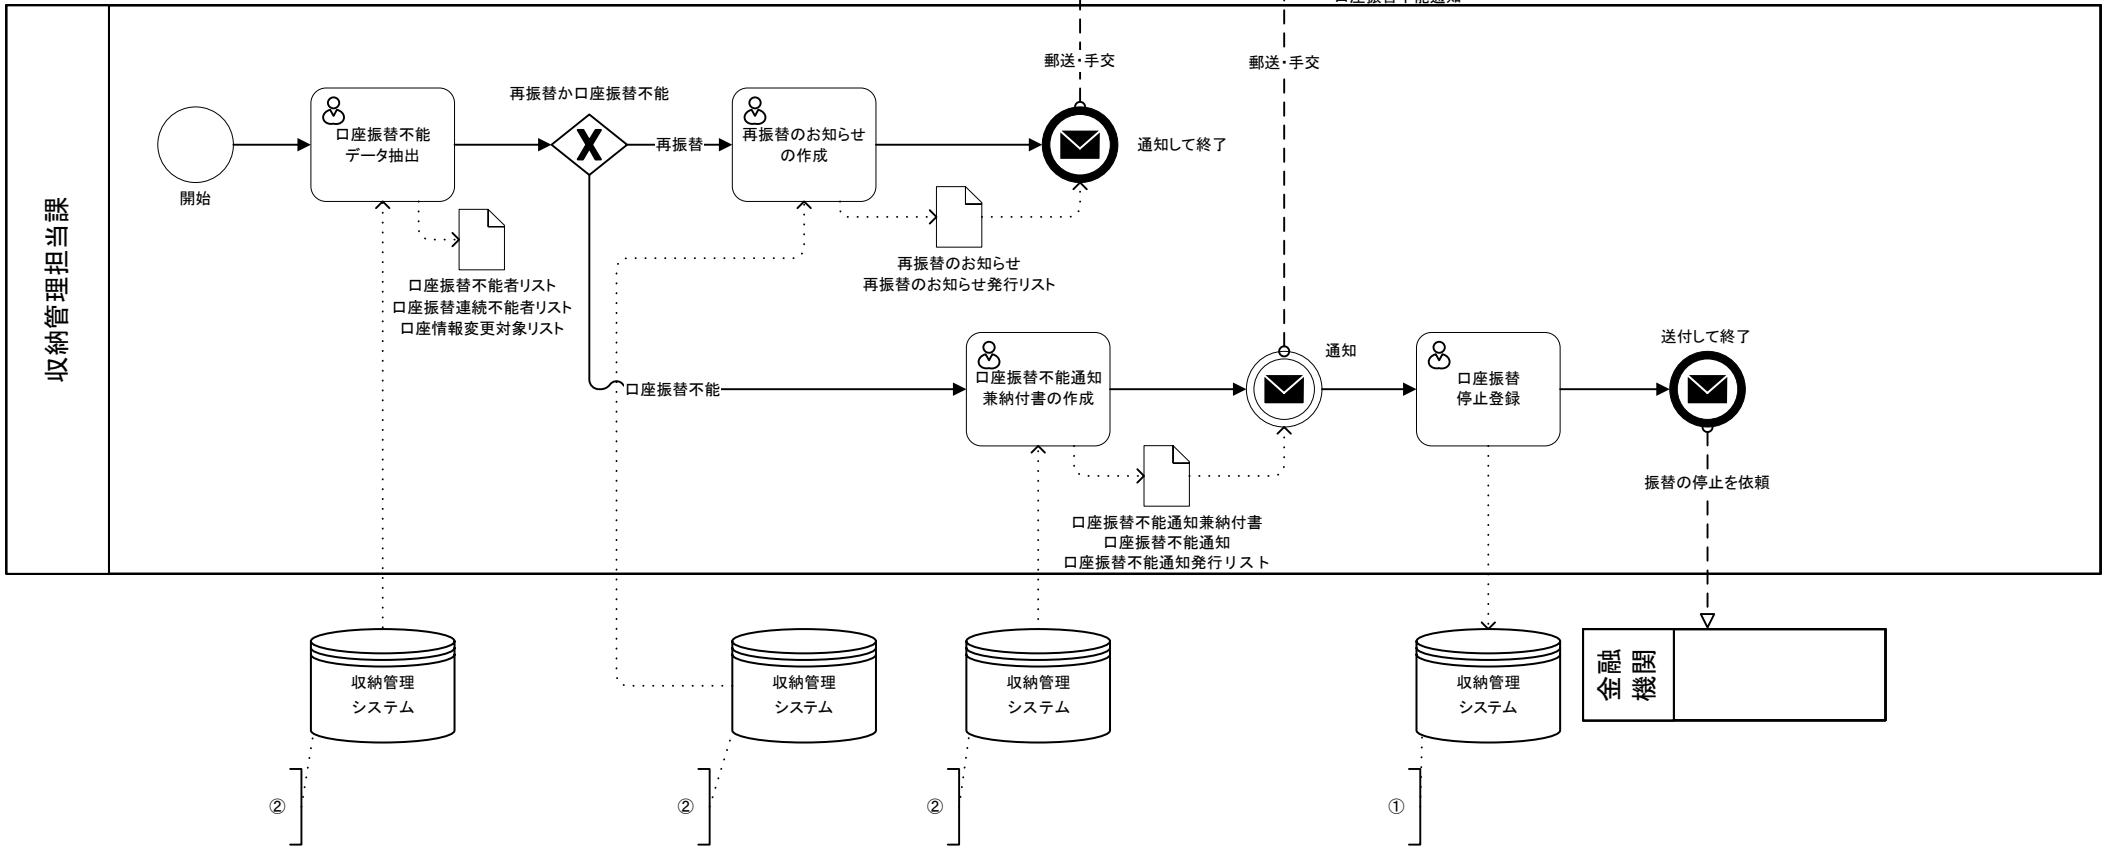 口座振替不能通知
郵送・手交
郵送・手交
再振替か口座振替不能
口座振替不能
データ抽出
再振替
再振替のお知らせ
の作成
通知して終了
開始
収納管理担当課
口座振替不能者リスト
口座振替連続不能者リスト
口座情報変更対象リスト
再振替のお知らせ
再振替のお知らせ発行リスト
口座振替不能
口座振替不能通知
兼納付書の作成
通知
口座振替
停止登録
送付して終了
振替の停止を依頼
口座振替不能通知兼納付書
口座振替不能通知
口座振替不能通知発行リスト
収納管理
システム
収納管理
システム
収納管理
システム
収納管理
システム
金融
機関
②
②
②
①